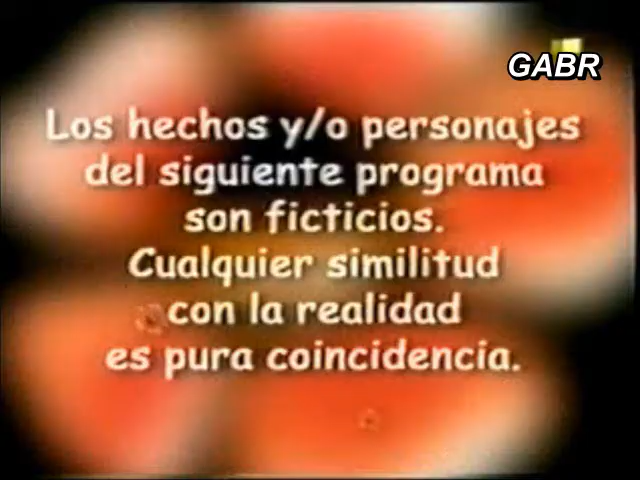 GABR
Los hechos y/o personajes
del siguiente programa
son ficticios.
Cualquier similitud
con la realidad
es pura coincidencia.